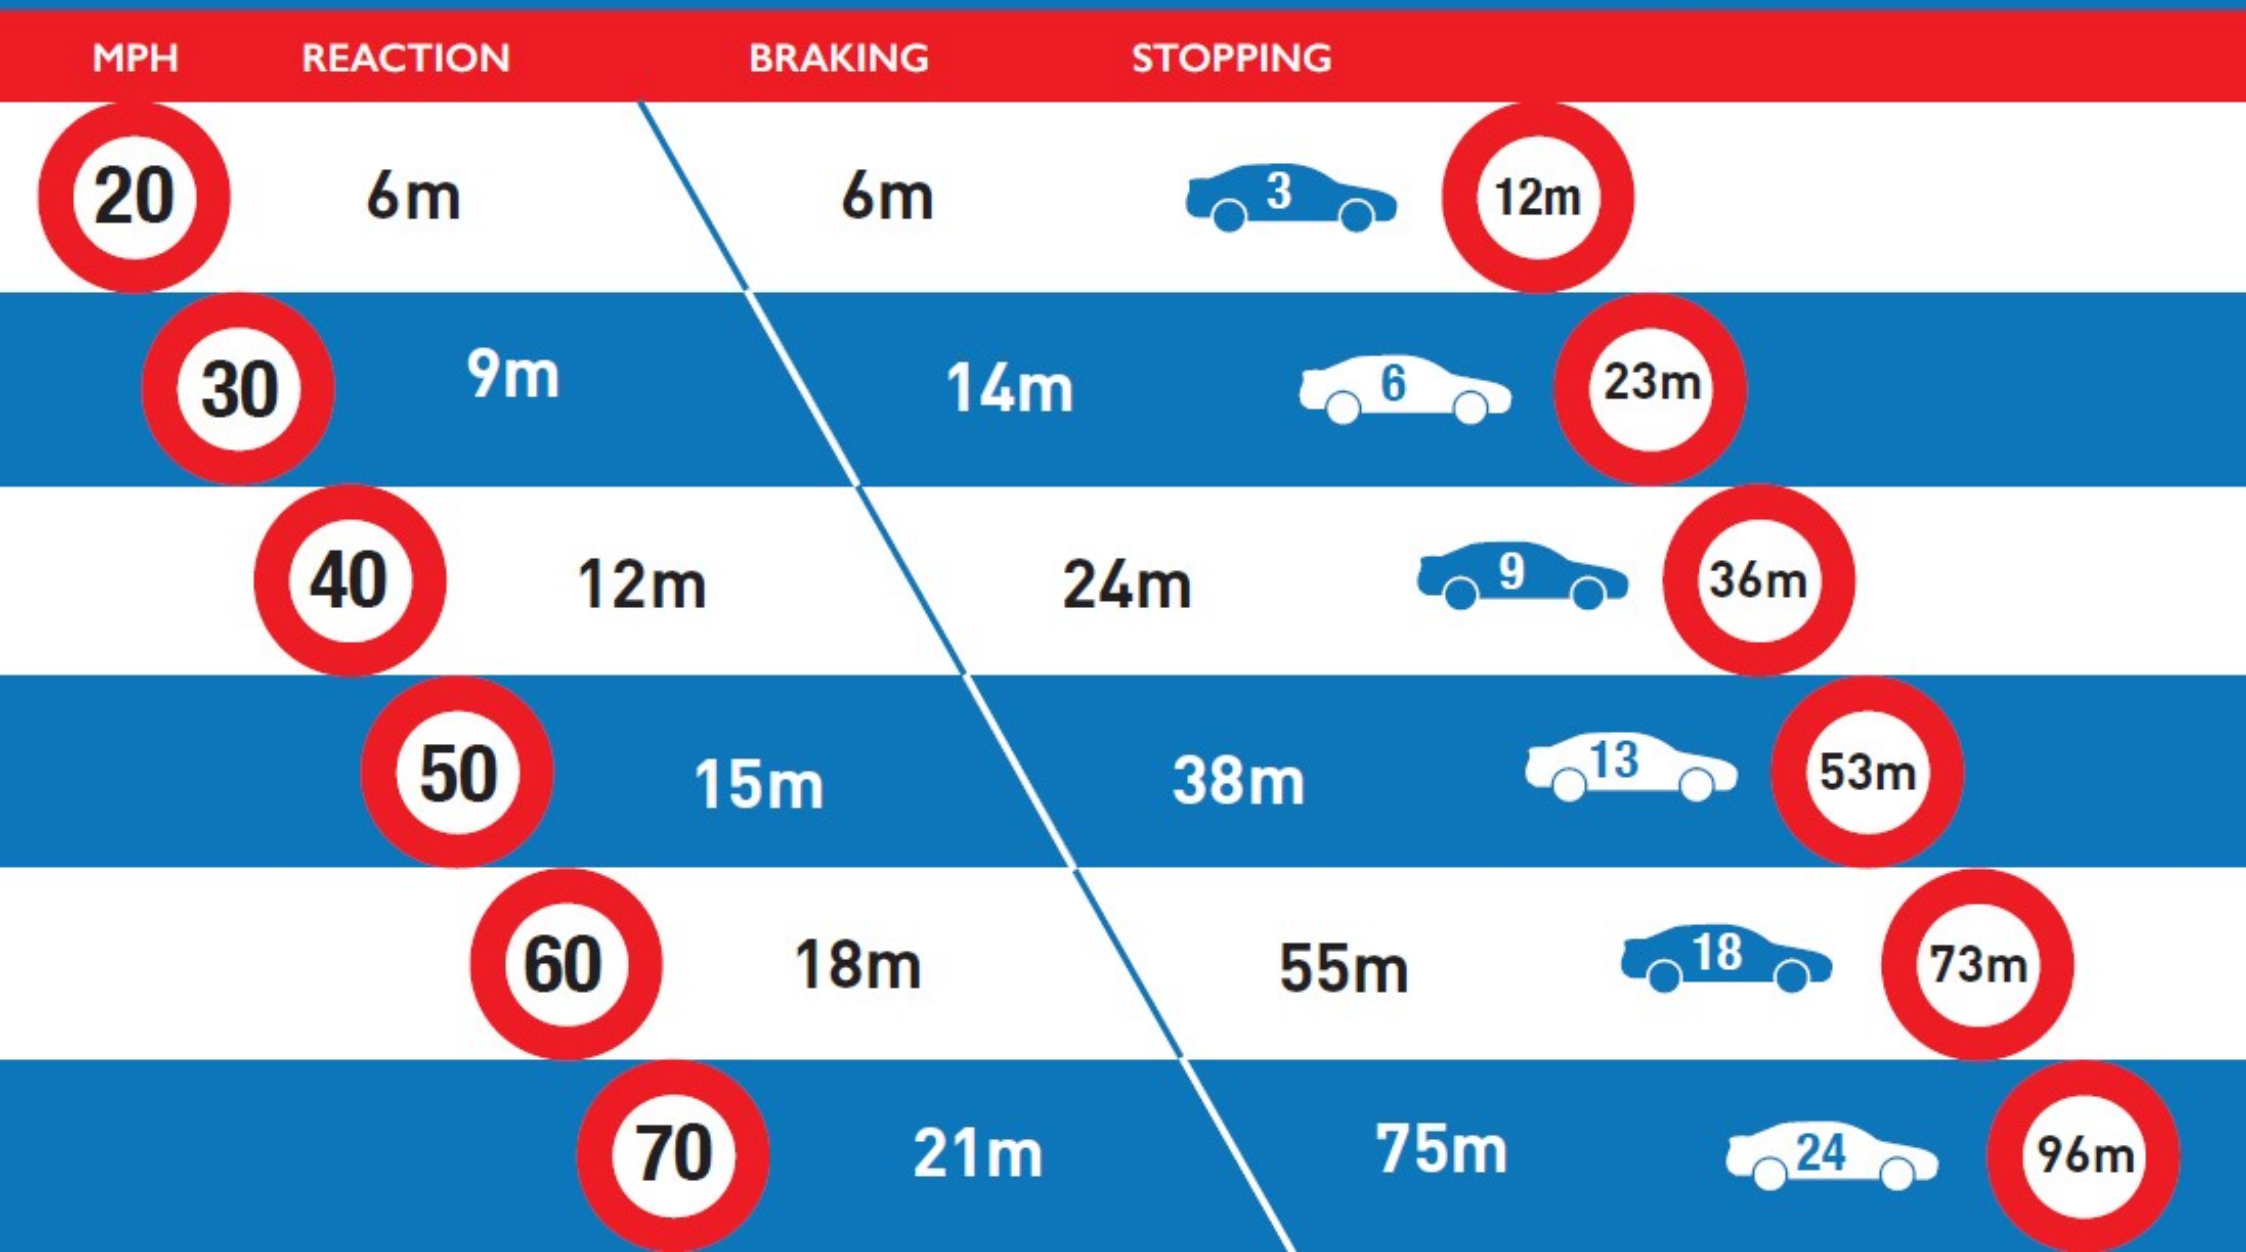 MPH REACTION BRAKING STOPPING
20 6m 6m 3 12m
30 9m 14m 6 23m
40 12m 24m 9 36m
50 15m 38m 13 53m
60 18m 55m 18 73m
70 21m 75m 24 96m